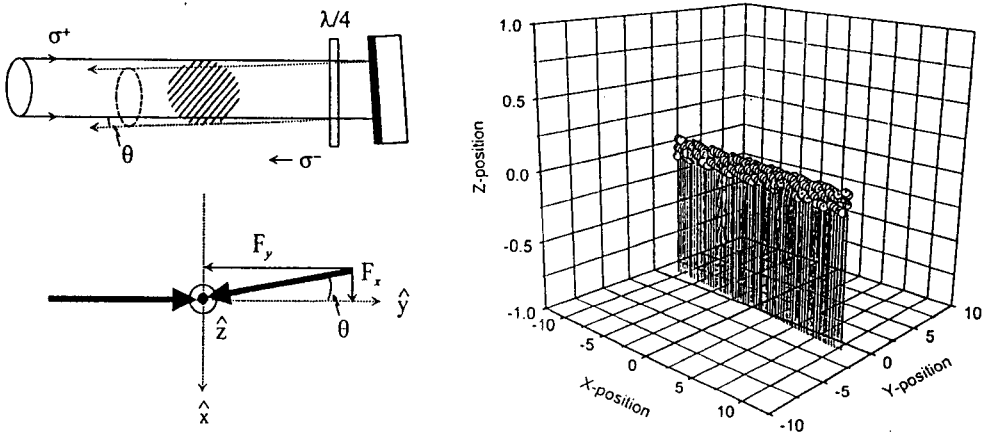 λ/4
σ⁺
θ
← σ⁻
F_y
F_x
ŷ
ẑ
θ
x̂
1.0
0.5
0.0
-0.5
-1.0
Z-position
-10
-5
0
5
10
X-position
-10
-5
0
5
10
Y-position